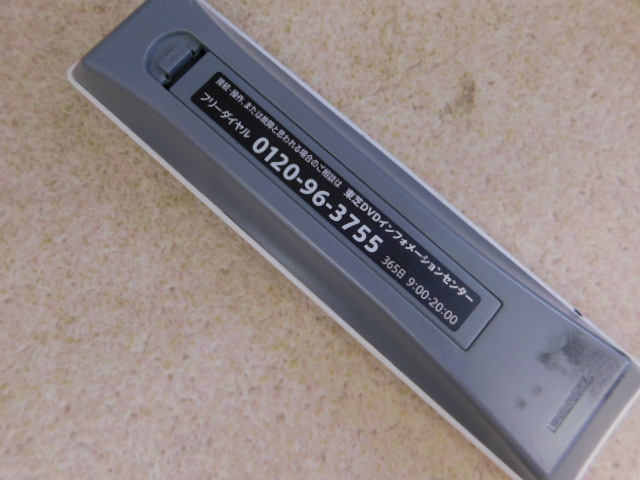 接続・操作、または故障と思われる場合のご相談は 東芝DVDインフォメーションセンター
フリーダイヤル 0120-96-3755 365日 9:00-20:00